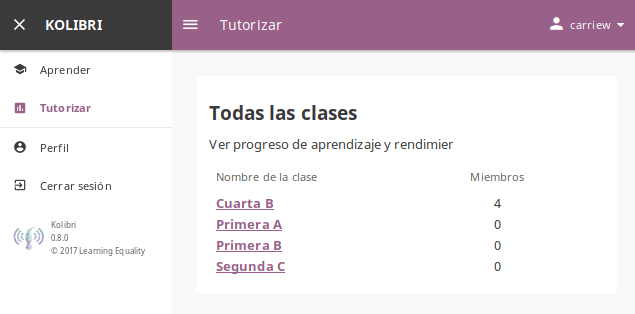 KOLIBRI
Tutorizar
carriew
Aprender
Tutorizar
Perfil
Cerrar sesión
Kolibri
0.8.0
© 2017 Learning Equality
Todas las clases
Ver progreso de aprendizaje y rendimier
Nombre de la clase Miembros
Cuarta B 4
Primera A 0
Primera B 0
Segunda C 0